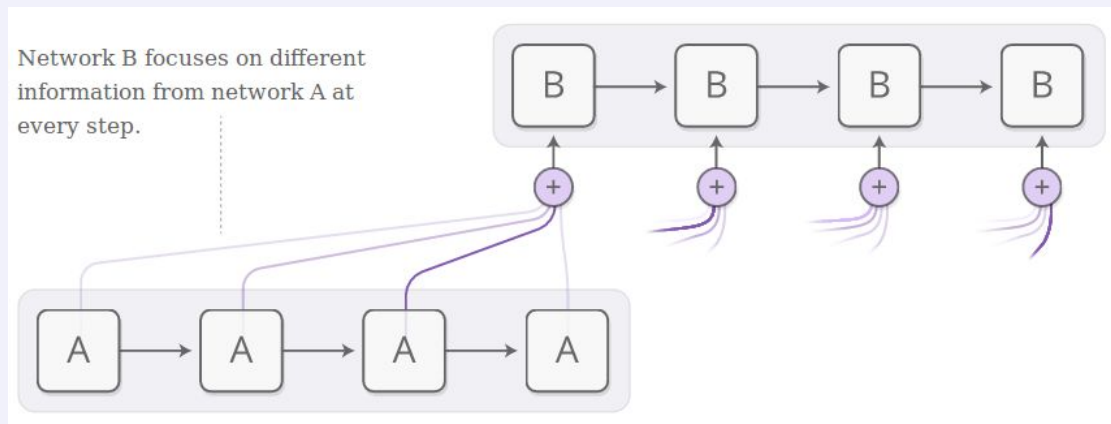 Network B focuses on different
information from network A at
every step.
B B B B
+ + + +
A A A A